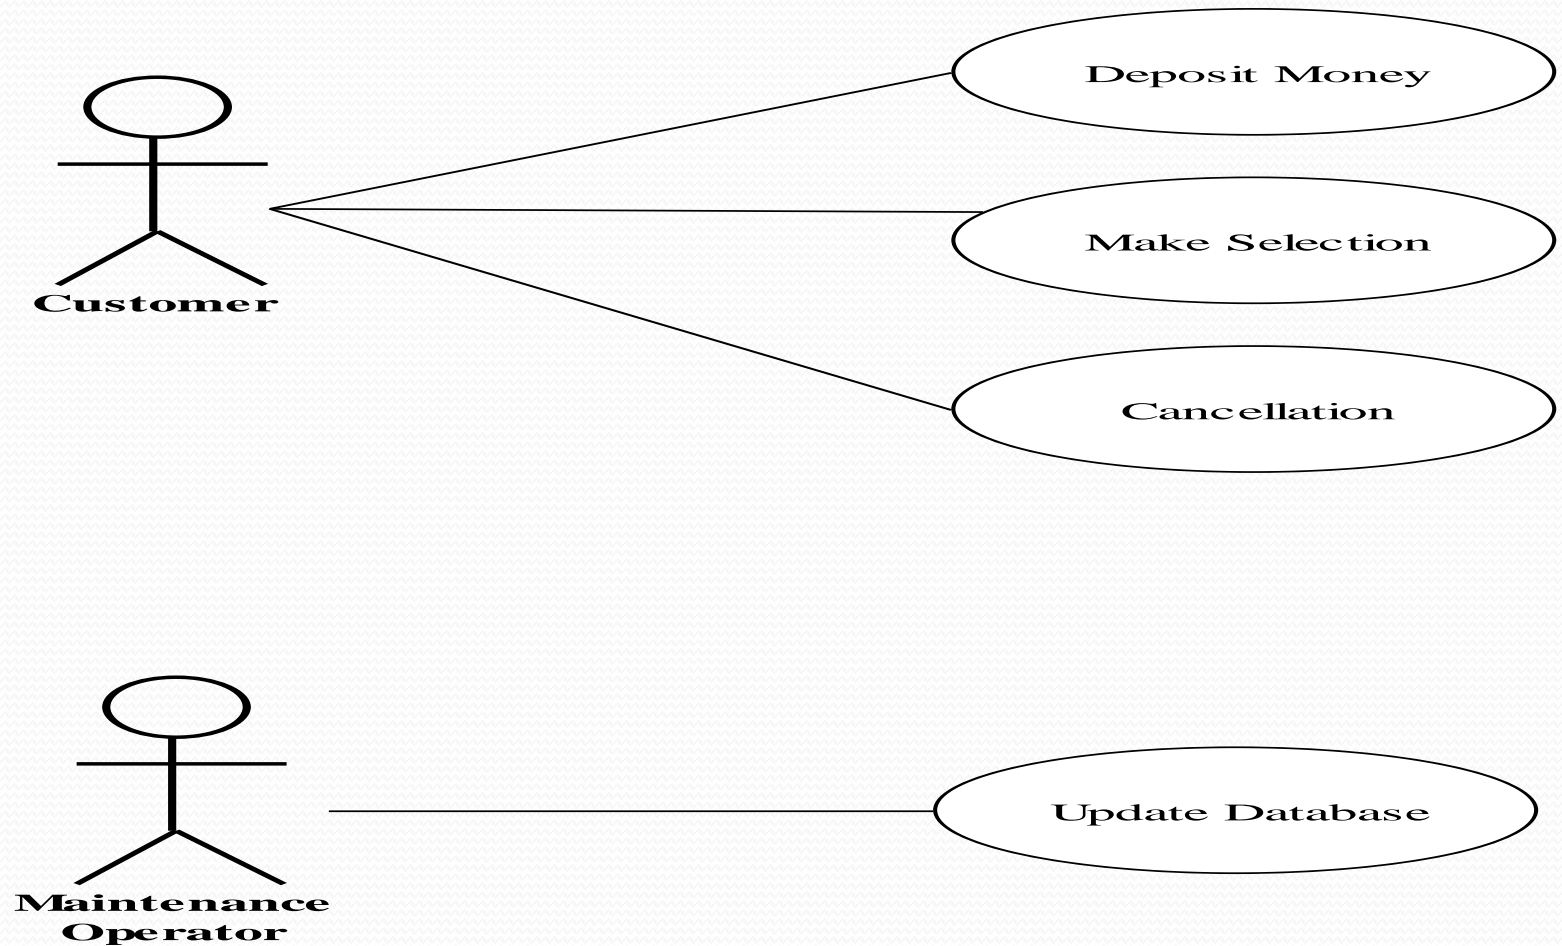 Deposit Money
Make Selection
Customer
Cancellation
Update Database
Maintenance
Operator